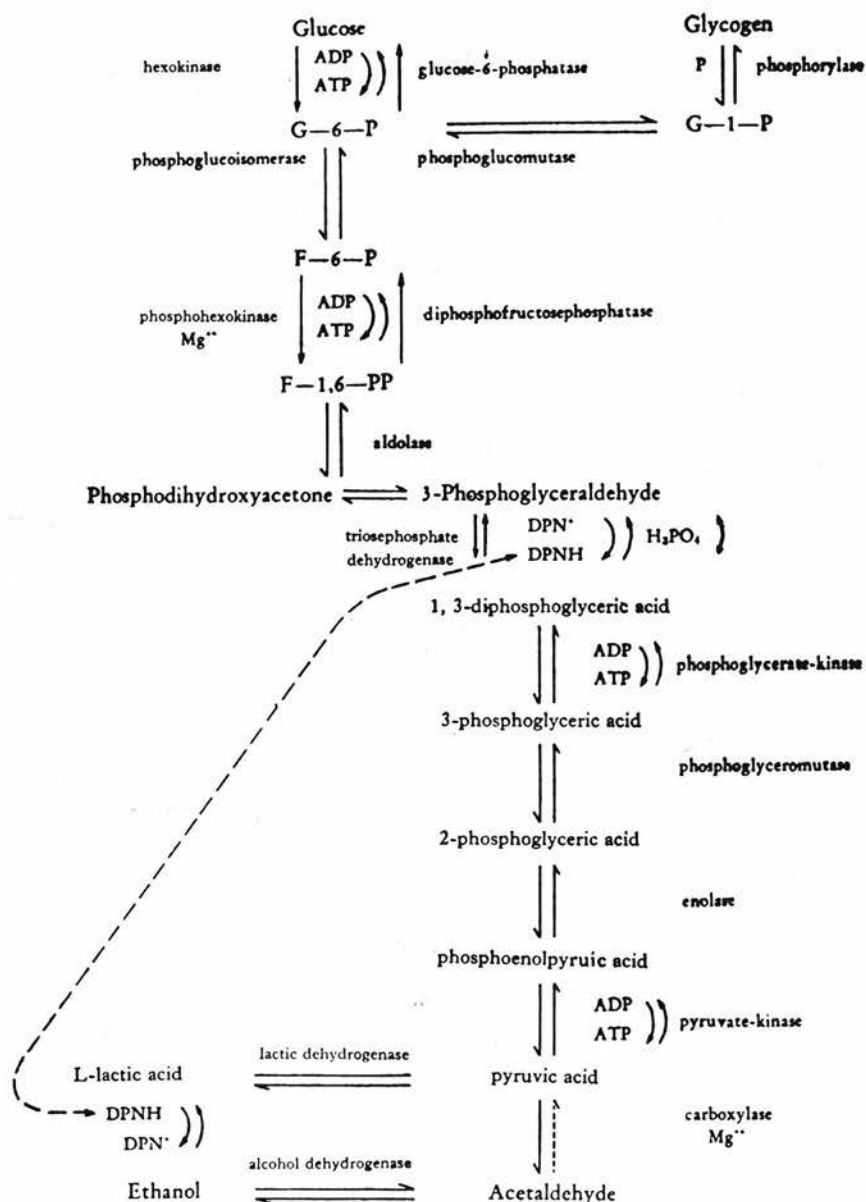 Glucose Glycogen
hexokinase ADP glucose-6-phosphatase P phosphorylase
ATP
G—6—P G—1—P
phosphoglucoisomerase phosphoglucomutase
F—6—P
ADP
phosphohexokinase ATP diphosphofructosephosphatase
Mg⁺⁺
F—1,6—PP
aldolase
Phosphodihydroxyacetone 3-Phosphoglyceraldehyde
triosephosphate DPN⁺ H₂PO₄
dehydrogenase DPNH
1, 3-diphosphoglyceric acid
ADP phosphoglycerate-kinase
ATP
3-phosphoglyceric acid
phosphoglyceromutase
2-phosphoglyceric acid
enolase
phosphoenolpyruic acid
ADP pyruvate-kinase
ATP
lactic dehydrogenase
L-lactic acid pyruvic acid
DPNH carboxylase
DPN⁺ Mg⁺⁺
alcohol dehydrogenase
Ethanol Acetaldehyde